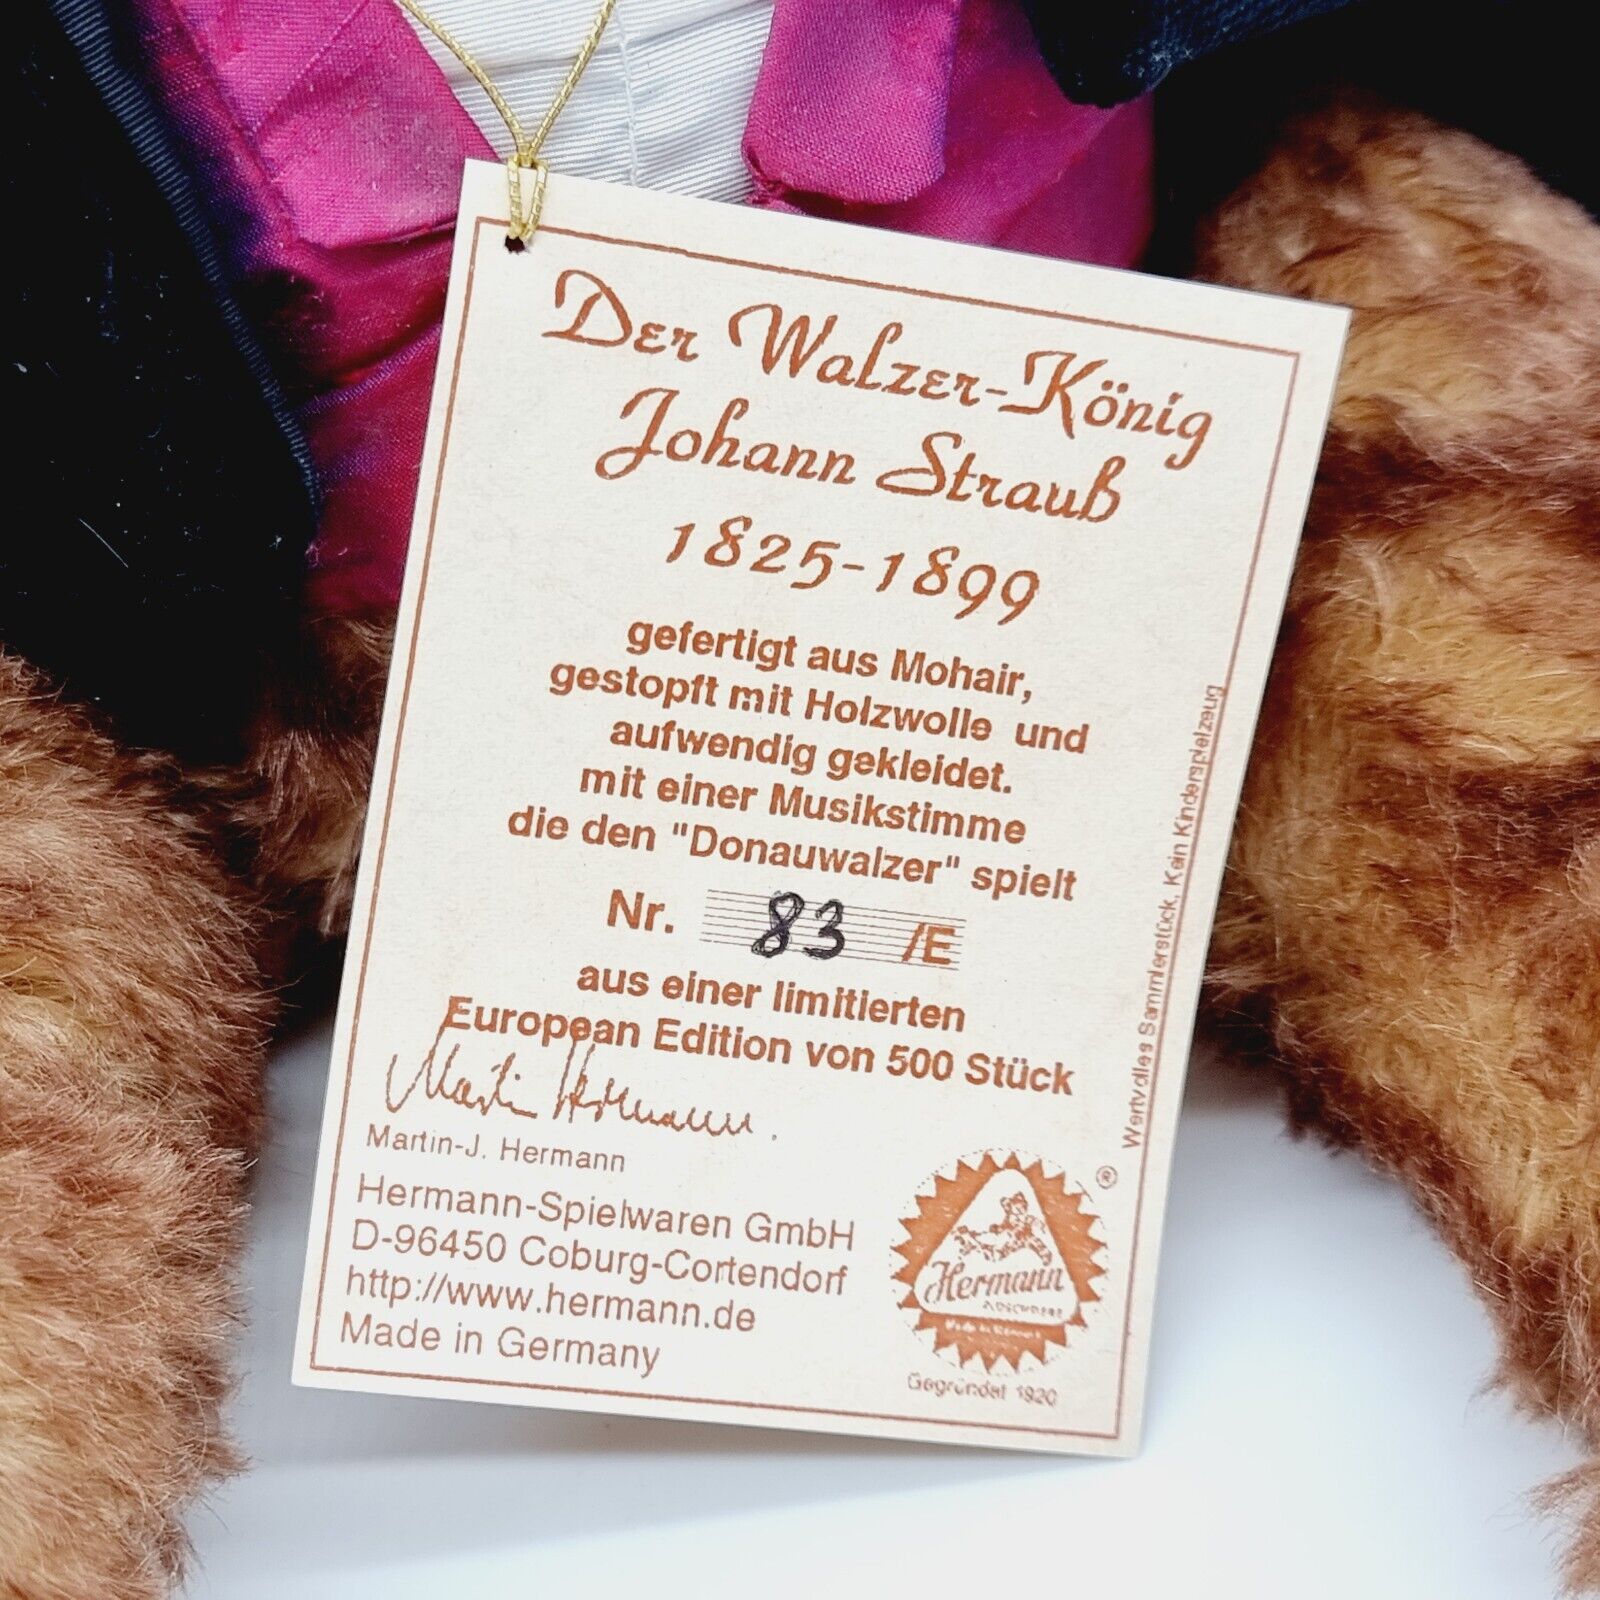 Der Walzer-König
Johann Strauß
1825-1899
gefertigt aus Mohair,
gestopft mit Holzwolle und
aufwendig gekleidet.
mit einer Musikstimme
die den "Donauwalzer" spielt
Nr. 83 /E
aus einer limitierten
European Edition von 500 Stück
Martin Hermann.
Martin-J. Hermann
Hermann-Spielwaren GmbH
D-96450 Coburg-Cortendorf
http://www.hermann.de
Made in Germany
Wertvolles Sammlerstück, Kein Kinderspielzeug
®
Hermann
Gegründet 1920